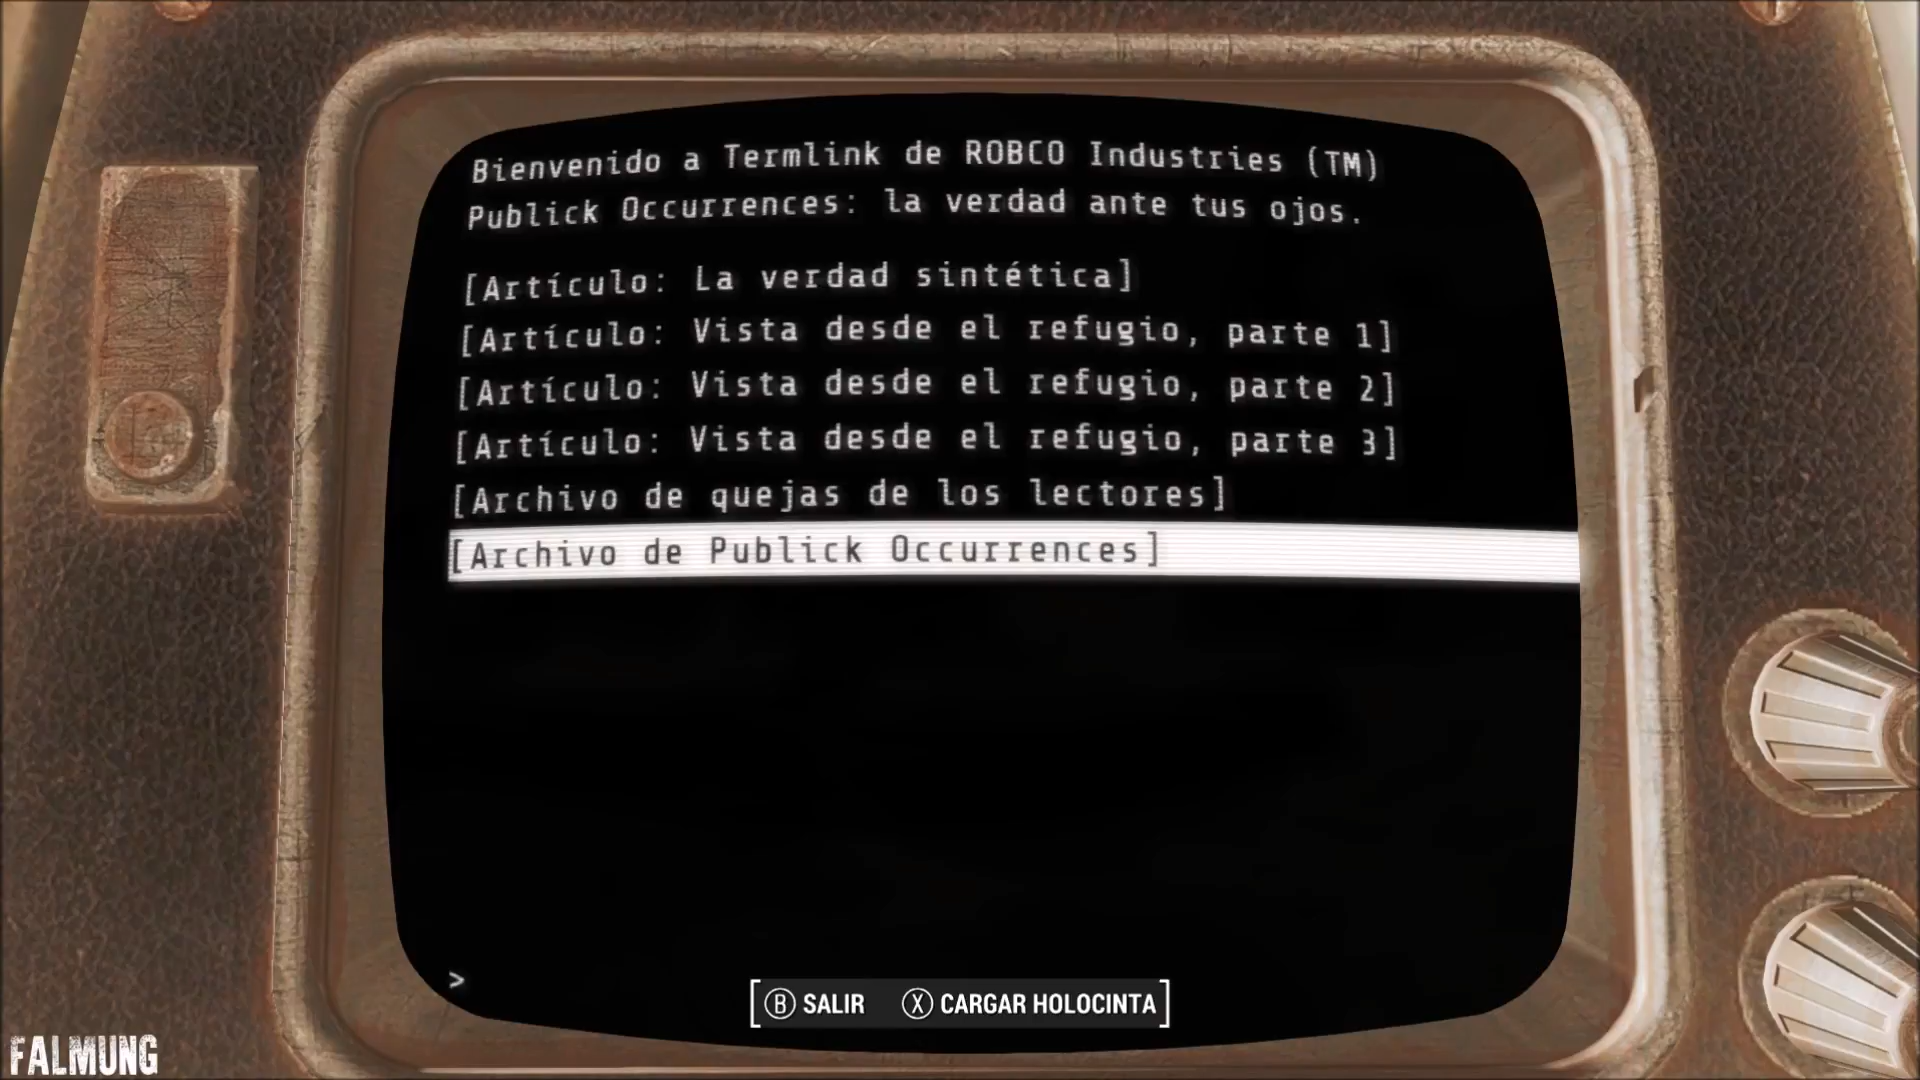 Bienvenido a Termlink de ROBCO Industries (TM)
Publick Occurrences: la verdad ante tus ojos.
[Artículo: La verdad sintética]
[Artículo: Vista desde el refugio, parte 1]
[Artículo: Vista desde el refugio, parte 2]
[Artículo: Vista desde el refugio, parte 3]
[Archivo de quejas de los lectores]
[Archivo de Publick Occurrences]
>
[Ⓑ SALIR Ⓧ CARGAR HOLOCINTA]
FALMUNG